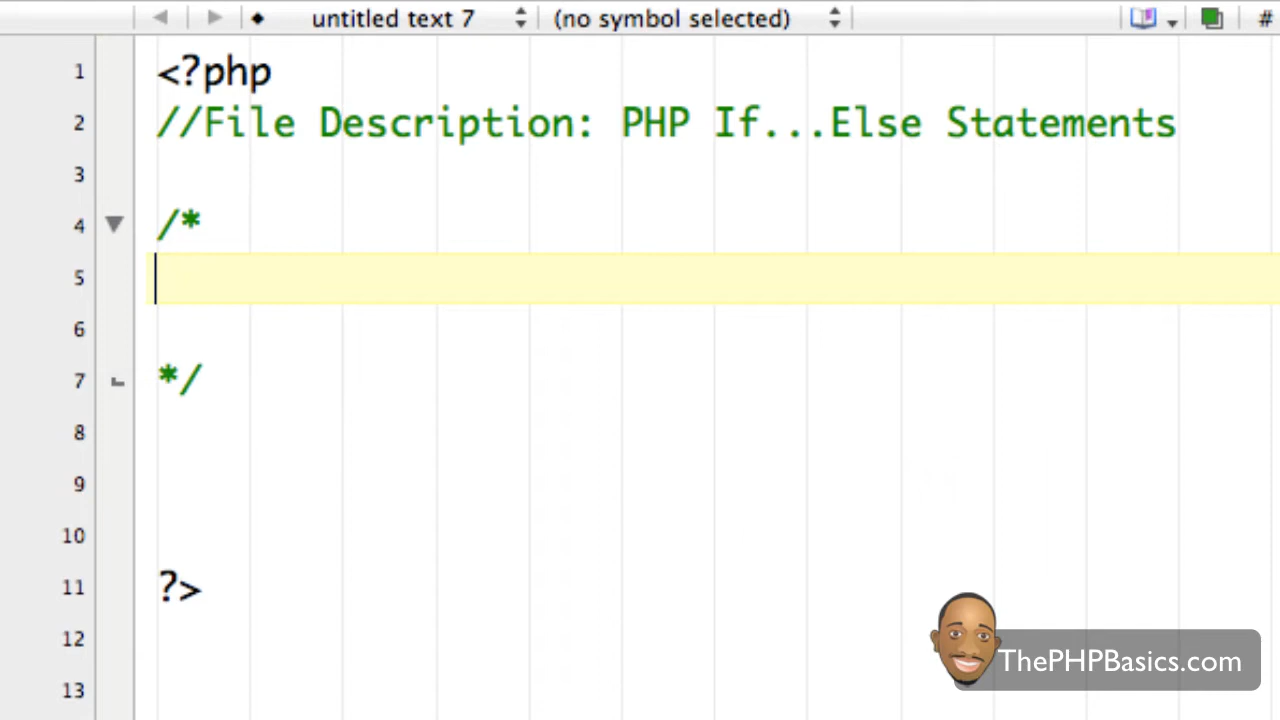 untitled text 7 (no symbol selected) #
1 <?php
2 //File Description: PHP If...Else Statements
3
4 /*
5
6
7 */
8
9
10
11 ?>
12
13
ThePHPBasics.com